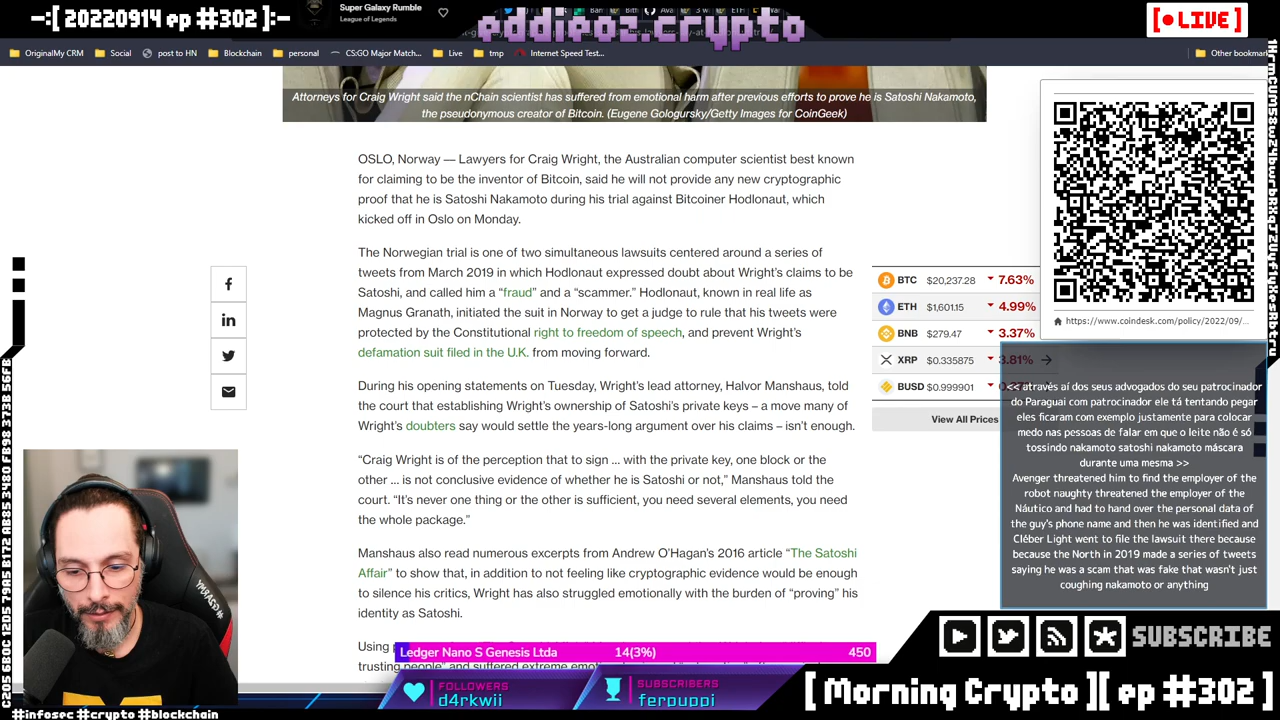 -:[ 20220914 ep #302]:-
Super Galaxy Rumble
League of Legends
eddieoz.crypto
[● LIVE ]
OriginalMy CRM
Social
post to HN
Blockchain
personal
CS:GO Major Match...
Live
tmp
Internet Speed Test...
Other bookmar
Attorneys for Craig Wright said the nChain scientist has suffered from emotional harm after previous efforts to prove he is Satoshi Nakamoto,
the pseudonymous creator of Bitcoin. (Eugene Gologursky/Getty Images for CoinGeek)
OSLO, Norway — Lawyers for Craig Wright, the Australian computer scientist best known
for claiming to be the inventor of Bitcoin, said he will not provide any new cryptographic
proof that he is Satoshi Nakamoto during his trial against Bitcoiner Hodlonaut, which
kicked off in Oslo on Monday.
The Norwegian trial is one of two simultaneous lawsuits centered around a series of
tweets from March 2019 in which Hodlonaut expressed doubt about Wright's claims to be
Satoshi, and called him a “fraud” and a “scammer.” Hodlonaut, known in real life as
Magnus Granath, initiated the suit in Norway to get a judge to rule that his tweets were
protected by the Constitutional right to freedom of speech, and prevent Wright's
defamation suit filed in the U.K. from moving forward.
During his opening statements on Tuesday, Wright's lead attorney, Halvor Manshaus, told
the court that establishing Wright's ownership of Satoshi's private keys – a move many of
Wright's doubters say would settle the years-long argument over his claims – isn't enough.
“Craig Wright is of the perception that to sign ... with the private key, one block or the
other ... is not conclusive evidence of whether he is Satoshi or not,” Manshaus told the
court. “It's never one thing or the other is sufficient, you need several elements, you need
the whole package.”
Manshaus also read numerous excerpts from Andrew O'Hagan's 2016 article “The Satoshi
Affair” to show that, in addition to not feeling like cryptographic evidence would be enough
to silence his critics, Wright has also struggled emotionally with the burden of “proving” his
identity as Satoshi.
Using
trusting people” and suffered extreme
BTC $20,237.28 7.63%
ETH $1,601.15 4.99%
BNB $279.47 3.37%
XRP $0.335875 3.81%
BUSD $0.999901
View All Prices
https://www.coindesk.com/policy/2022/09/...
<< através aí dos seus advogados do seu patrocinador
do Paraguai com patrocinador ele tá tentando pegar
eles ficaram com exemplo justamente para colocar
medo nas pessoas de falar em que o leite não é só
tossindo nakamoto satoshi nakamoto máscara
durante uma mesma >>
Avenger threatened him to find the employer of the
robot naughty threatened the employer of the
Náutico and had to hand over the personal data of
the guy's phone name and then he was identified and
Cléber Light went to file the lawsuit there because
because the North in 2019 made a series of tweets
saying he was a scam that was fake that wasn't just
coughing nakamoto or anything
Ledger Nano S Genesis Ltda 14(3%) 450
FOLLOWERS
d4rkwii
SUBSCRIBERS
ferpuppi
SUBSCRIBE
[ Morning Crypto ][ ep #302 ]
#infosec #crypto #blockchain